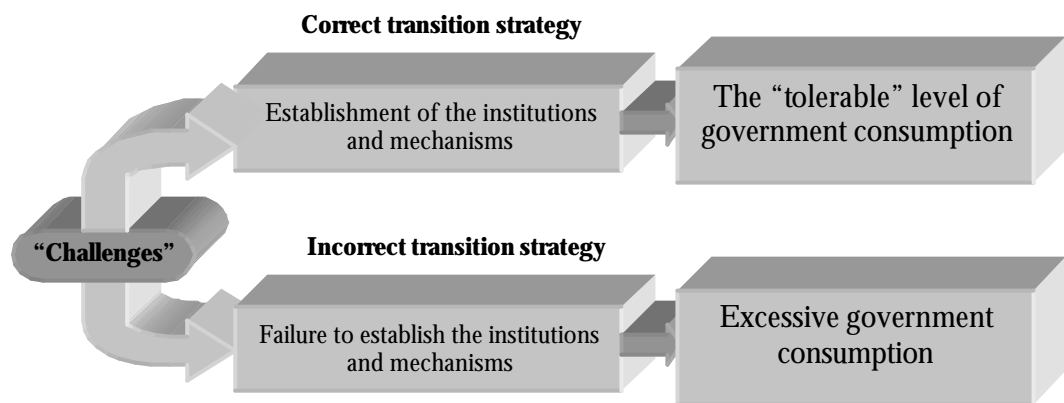 Correct transition strategy
Establishment of the institutions
and mechanisms
The “tolerable” level of
government consumption
“Challenges”
Incorrect transition strategy
Failure to establish the institutions
and mechanisms
Excessive government
consumption